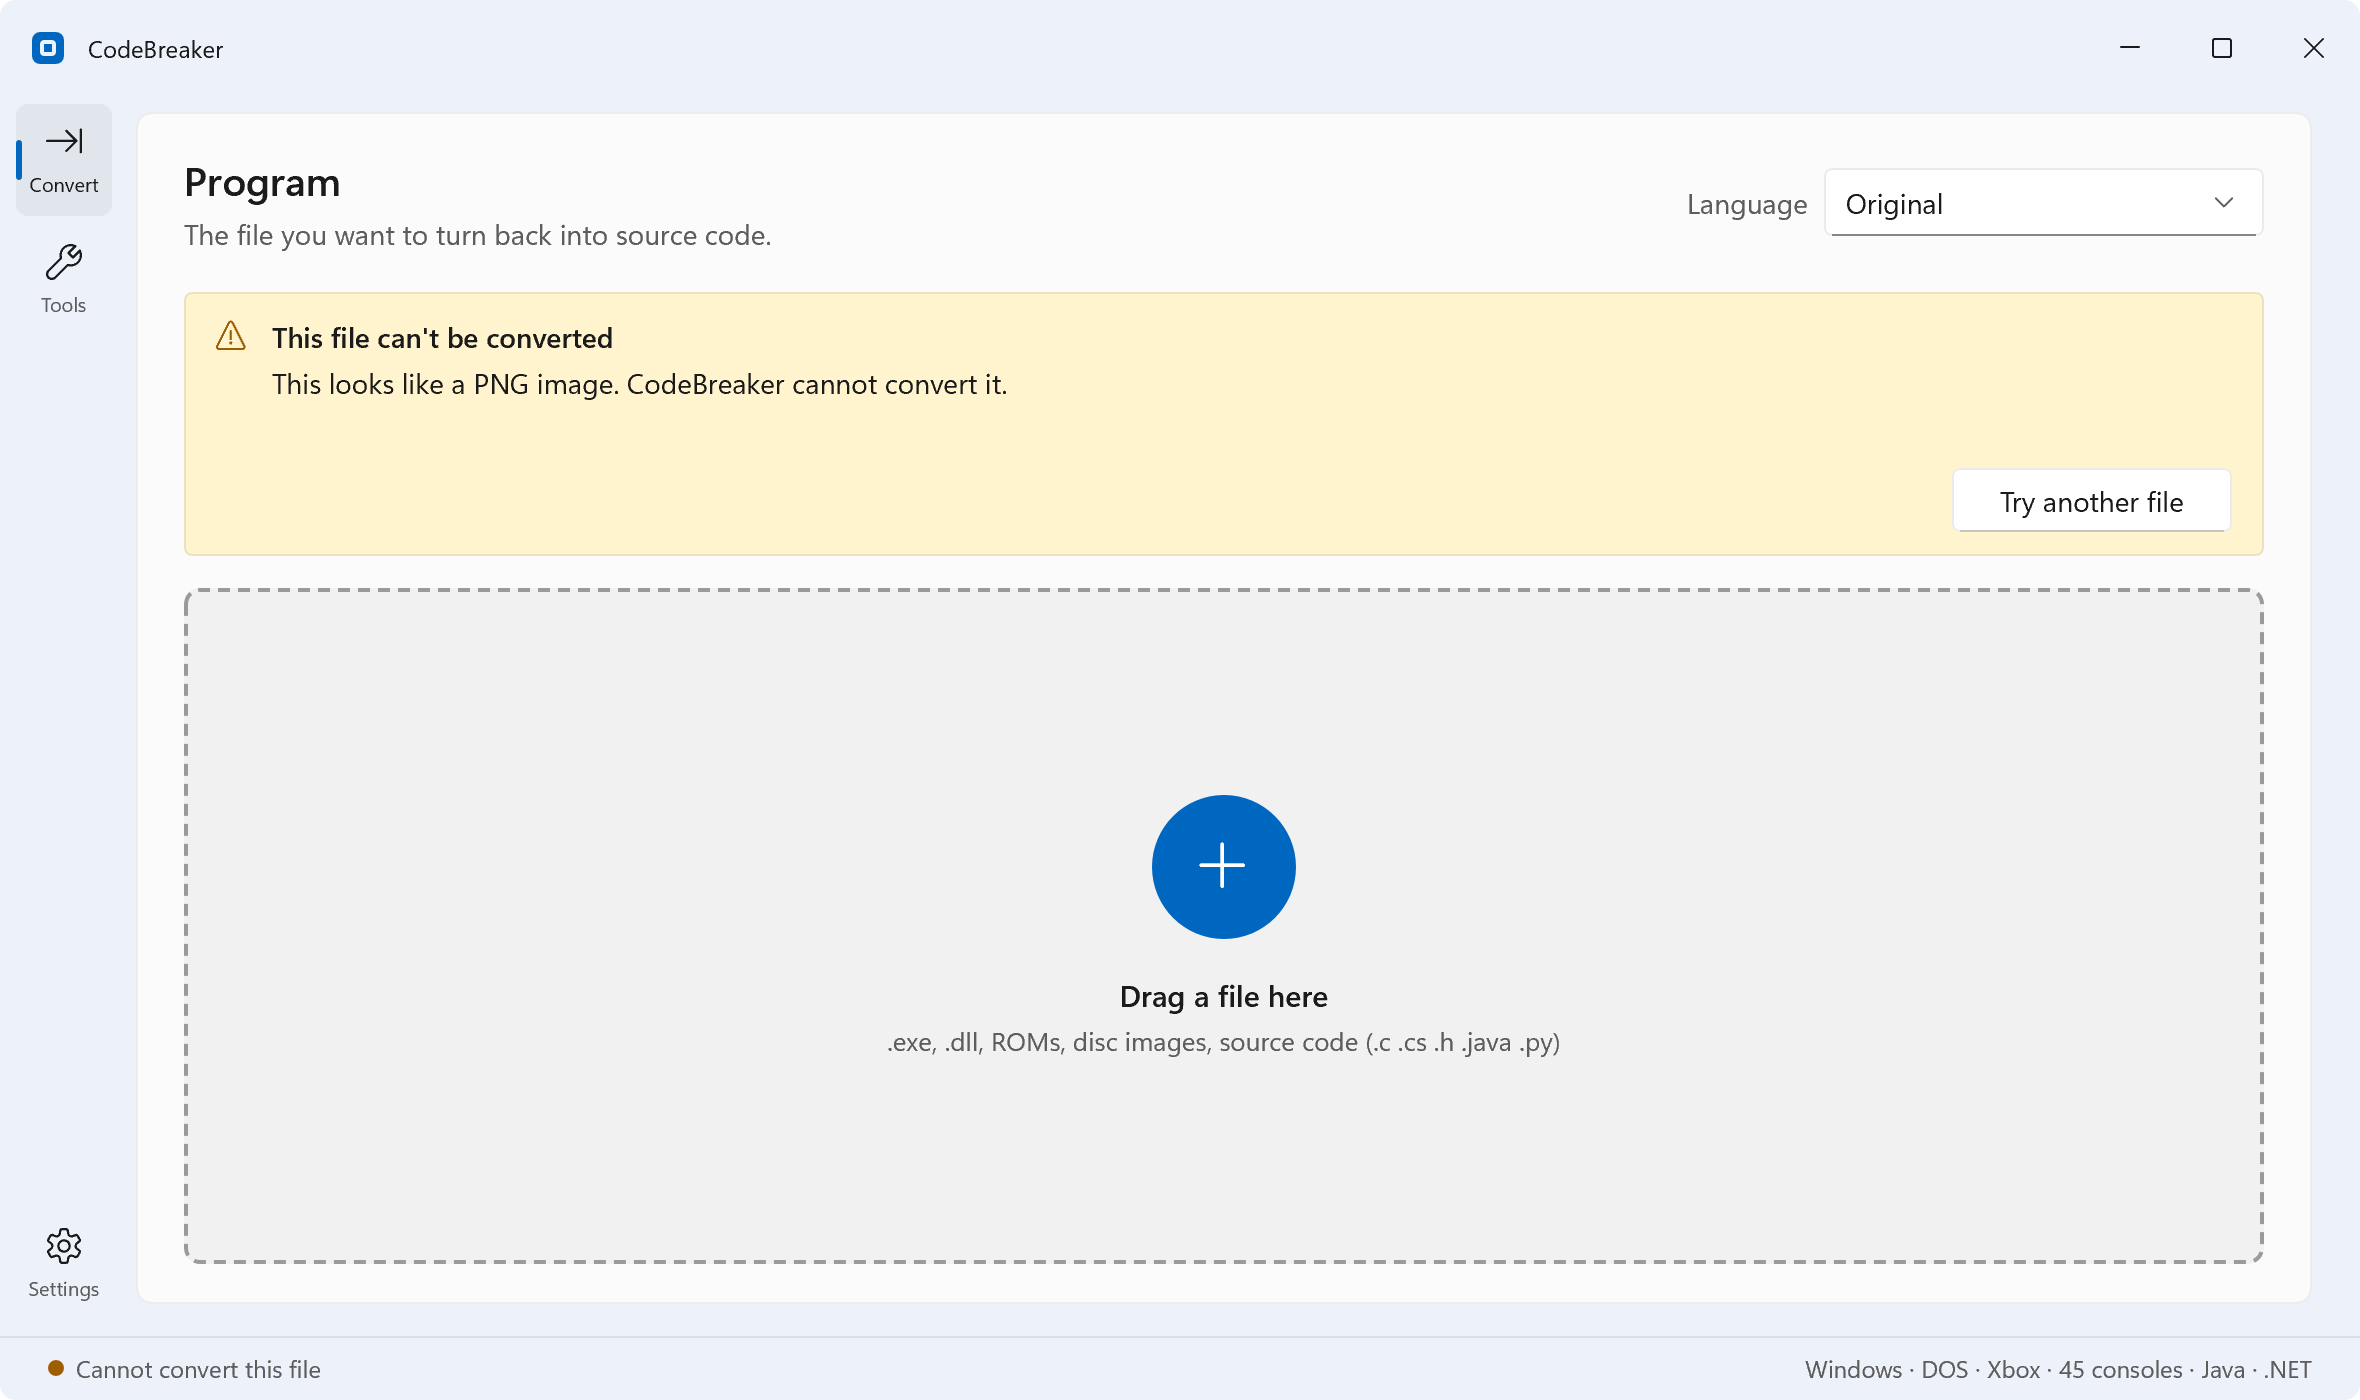 CodeBreaker
Convert
Tools
Settings
Program
The file you want to turn back into source code.
Language
Original
This file can't be converted
This looks like a PNG image. CodeBreaker cannot convert it.
Try another file
Drag a file here
.exe, .dll, ROMs, disc images, source code (.c .cs .h .java .py)
Cannot convert this file
Windows · DOS · Xbox · 45 consoles · Java · .NET